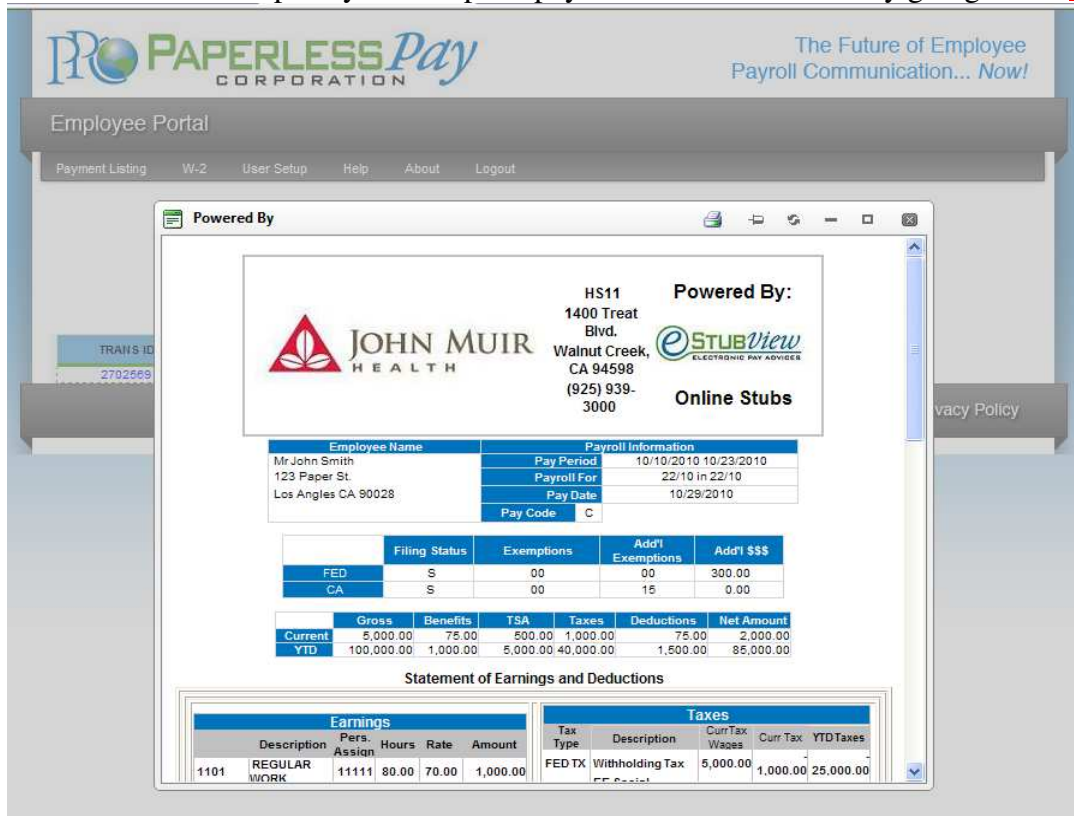 PPRO PAPERLESS Pay
CORPORATION
The Future of Employee
Payroll Communication... Now!
Employee Portal
Payment Listing W-2 User Setup Help About Logout
Powered By
JOHN MUIR
HEALTH
HS11
1400 Treat
Blvd.
Walnut Creek,
CA 94598
(925) 939-
3000
Powered By:
eSTUBView
ELECTRONIC PAY ADVICES
Online Stubs
TRANS ID
2702569
vacy Policy
Employee Name Payroll Information
Mr John Smith Pay Period 10/10/2010 10/23/2010
123 Paper St. Payroll For 22/10 in 22/10
Los Angles CA 90028 Pay Date 10/29/2010
Pay Code C
Filing Status Exemptions Add'l Exemptions Add'l $$$
FED S 00 00 300.00
CA S 00 15 0.00
Gross Benefits TSA Taxes Deductions Net Amount
Current 5,000.00 75.00 500.00 1,000.00 75.00 2,000.00
YTD 100,000.00 1,000.00 5,000.00 40,000.00 1,500.00 85,000.00
Statement of Earnings and Deductions
Earnings
Description Pers. Assign Hours Rate Amount
1101 REGULAR WORK 11111 80.00 70.00 1,000.00
Taxes
Tax Type Description CurrTax Wages Curr Tax YTD Taxes
FED TX Withholding Tax 5,000.00 -1,000.00 -25,000.00